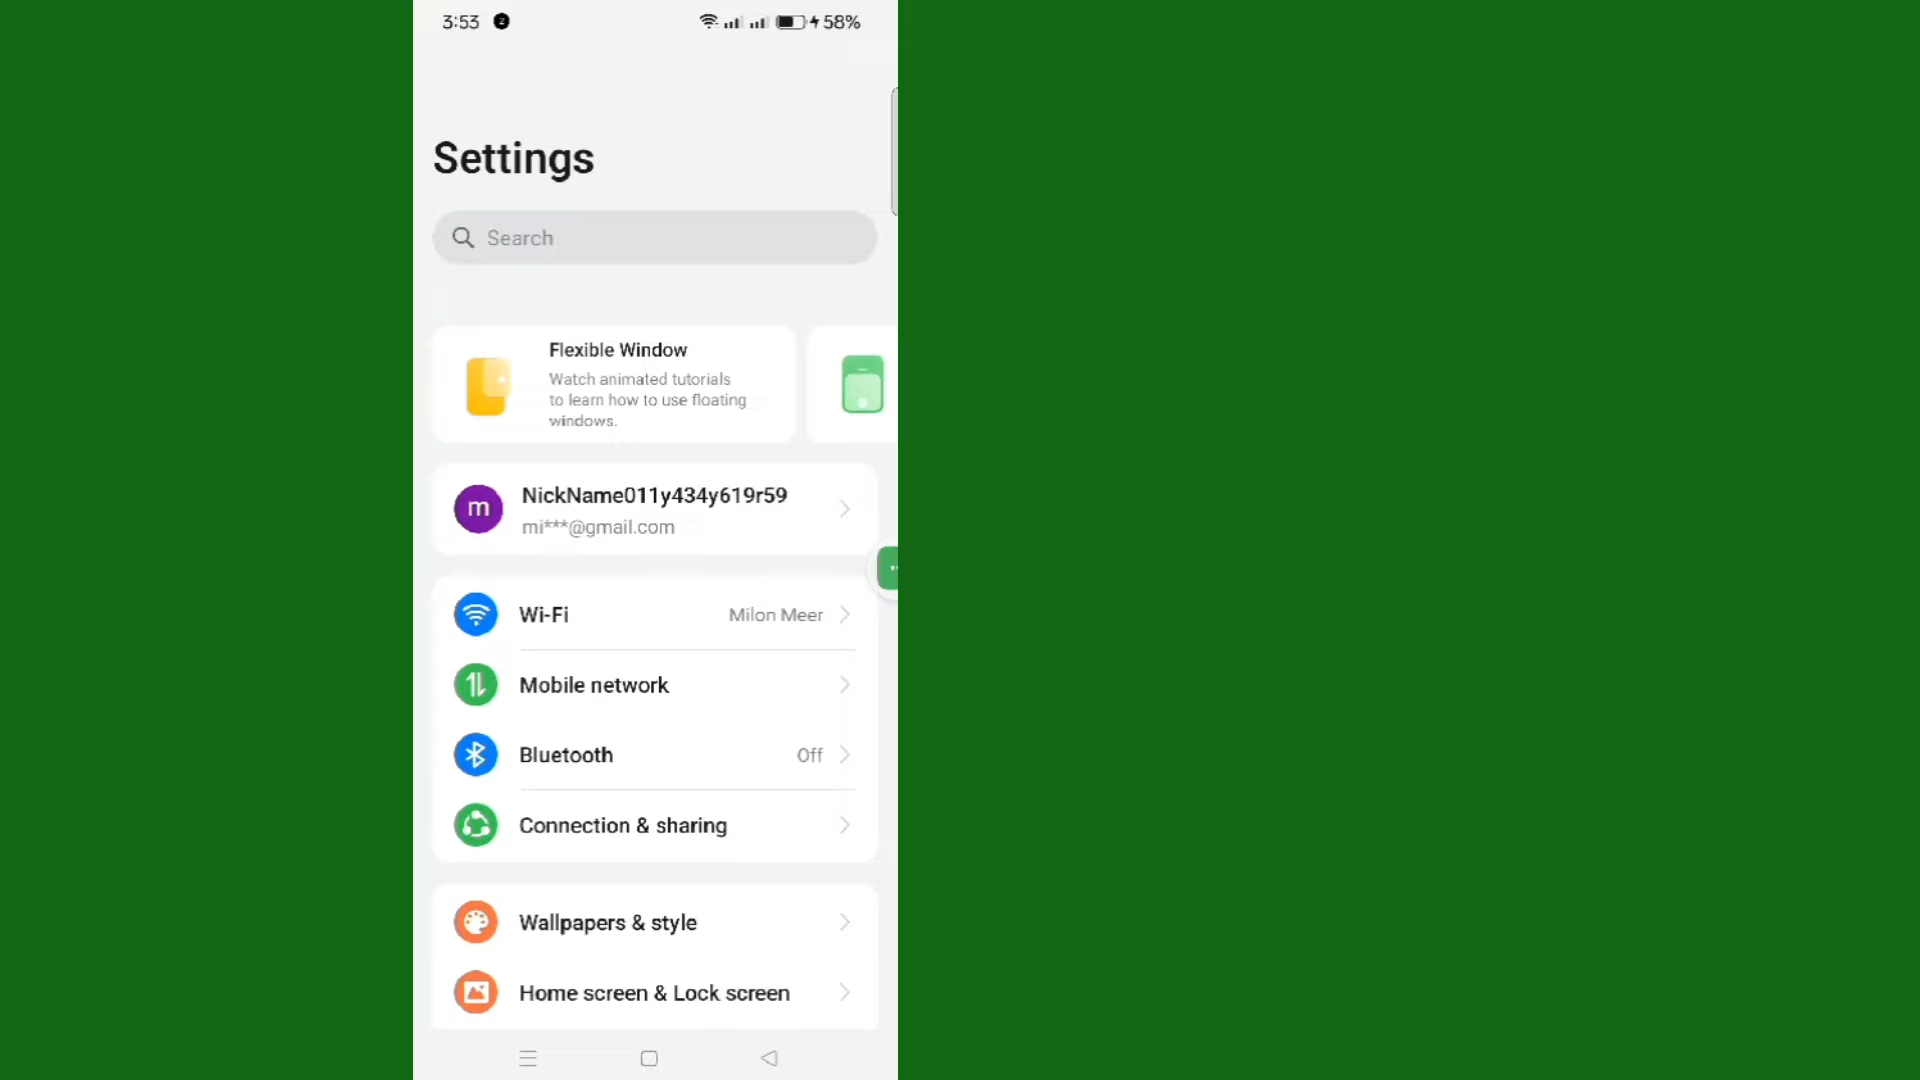 3:53 58%
Settings
Search
Flexible Window
Watch animated tutorials
to learn how to use floating
windows.
m
NickName011y434y619r59
mi***@gmail.com
Wi-Fi Milon Meer
Mobile network
Bluetooth Off
Connection & sharing
Wallpapers & style
Home screen & Lock screen